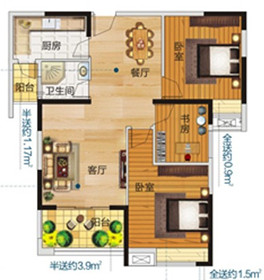 厨房
餐厅
卧室
卫生间
阳台
半送约1.17m²
书房
全送约0.9m²
客厅
卧室
阳台
半送约3.9m²
全送约1.5m²